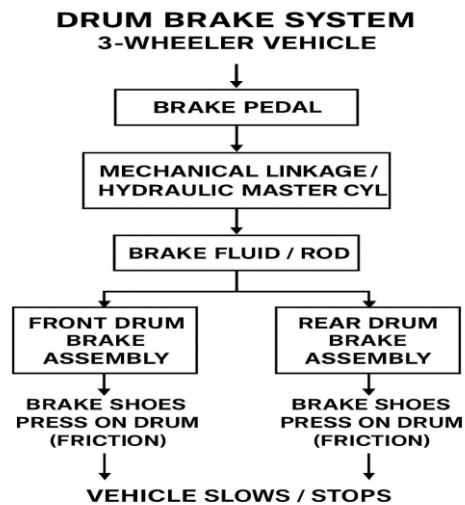 DRUM BRAKE SYSTEM
3-WHEELER VEHICLE
BRAKE PEDAL
MECHANICAL LINKAGE /
HYDRAULIC MASTER CYL
BRAKE FLUID / ROD
FRONT DRUM
BRAKE
ASSEMBLY
REAR DRUM
BRAKE
ASSEMBLY
BRAKE SHOES
PRESS ON DRUM
(FRICTION)
BRAKE SHOES
PRESS ON DRUM
(FRICTION)
VEHICLE SLOWS / STOPS